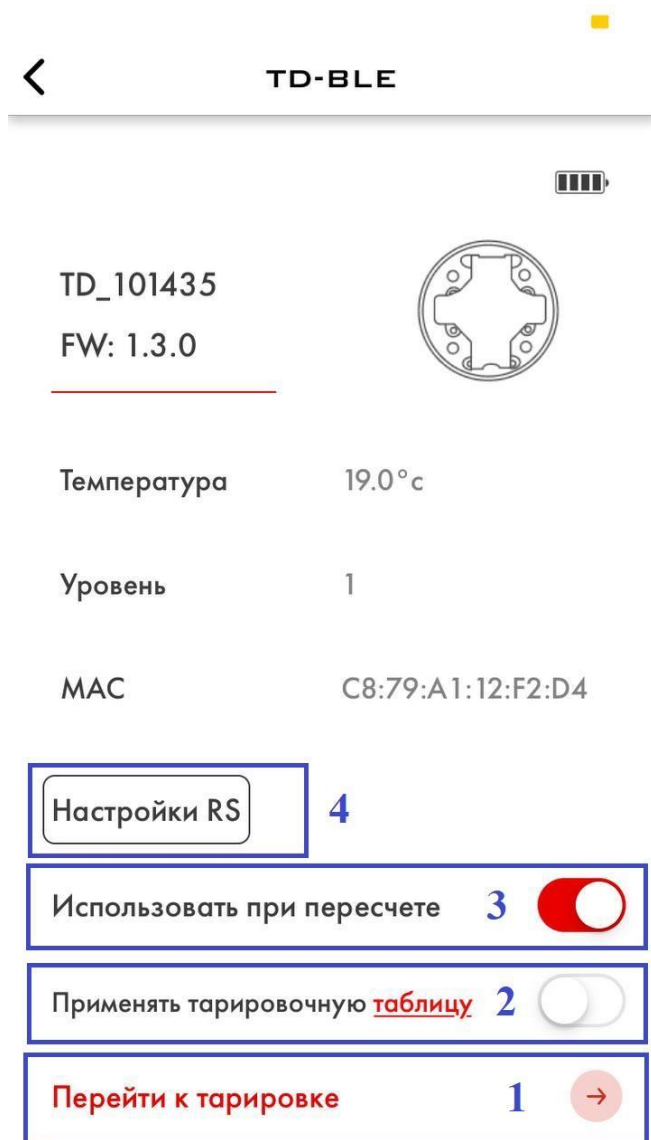 TD-BLE
TD_101435
FW: 1.3.0
Температура 19.0°c
Уровень 1
MAC C8:79:A1:12:F2:D4
Настройки RS 4
Использовать при пересчете 3
Применять тарировочную таблицу 2
Перейти к тарировке 1